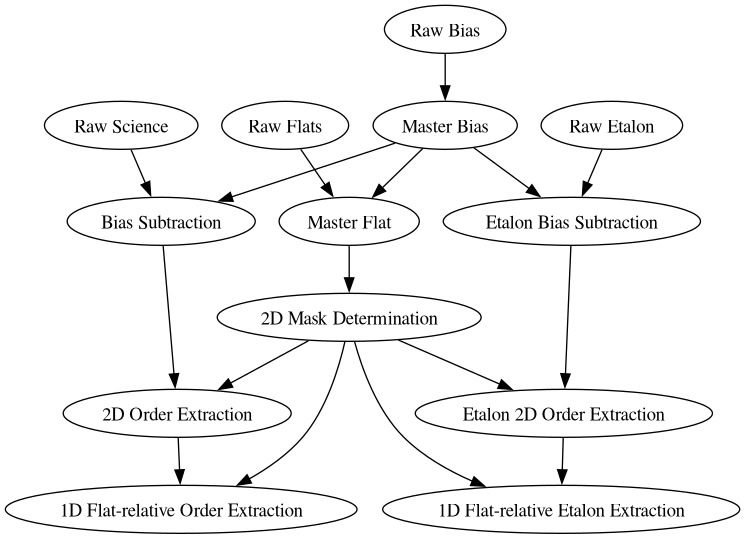 Raw Bias
Raw Science
Raw Flats
Master Bias
Raw Etalon
Bias Subtraction
Master Flat
Etalon Bias Subtraction
2D Mask Determination
2D Order Extraction
Etalon 2D Order Extraction
1D Flat-relative Order Extraction
1D Flat-relative Etalon Extraction